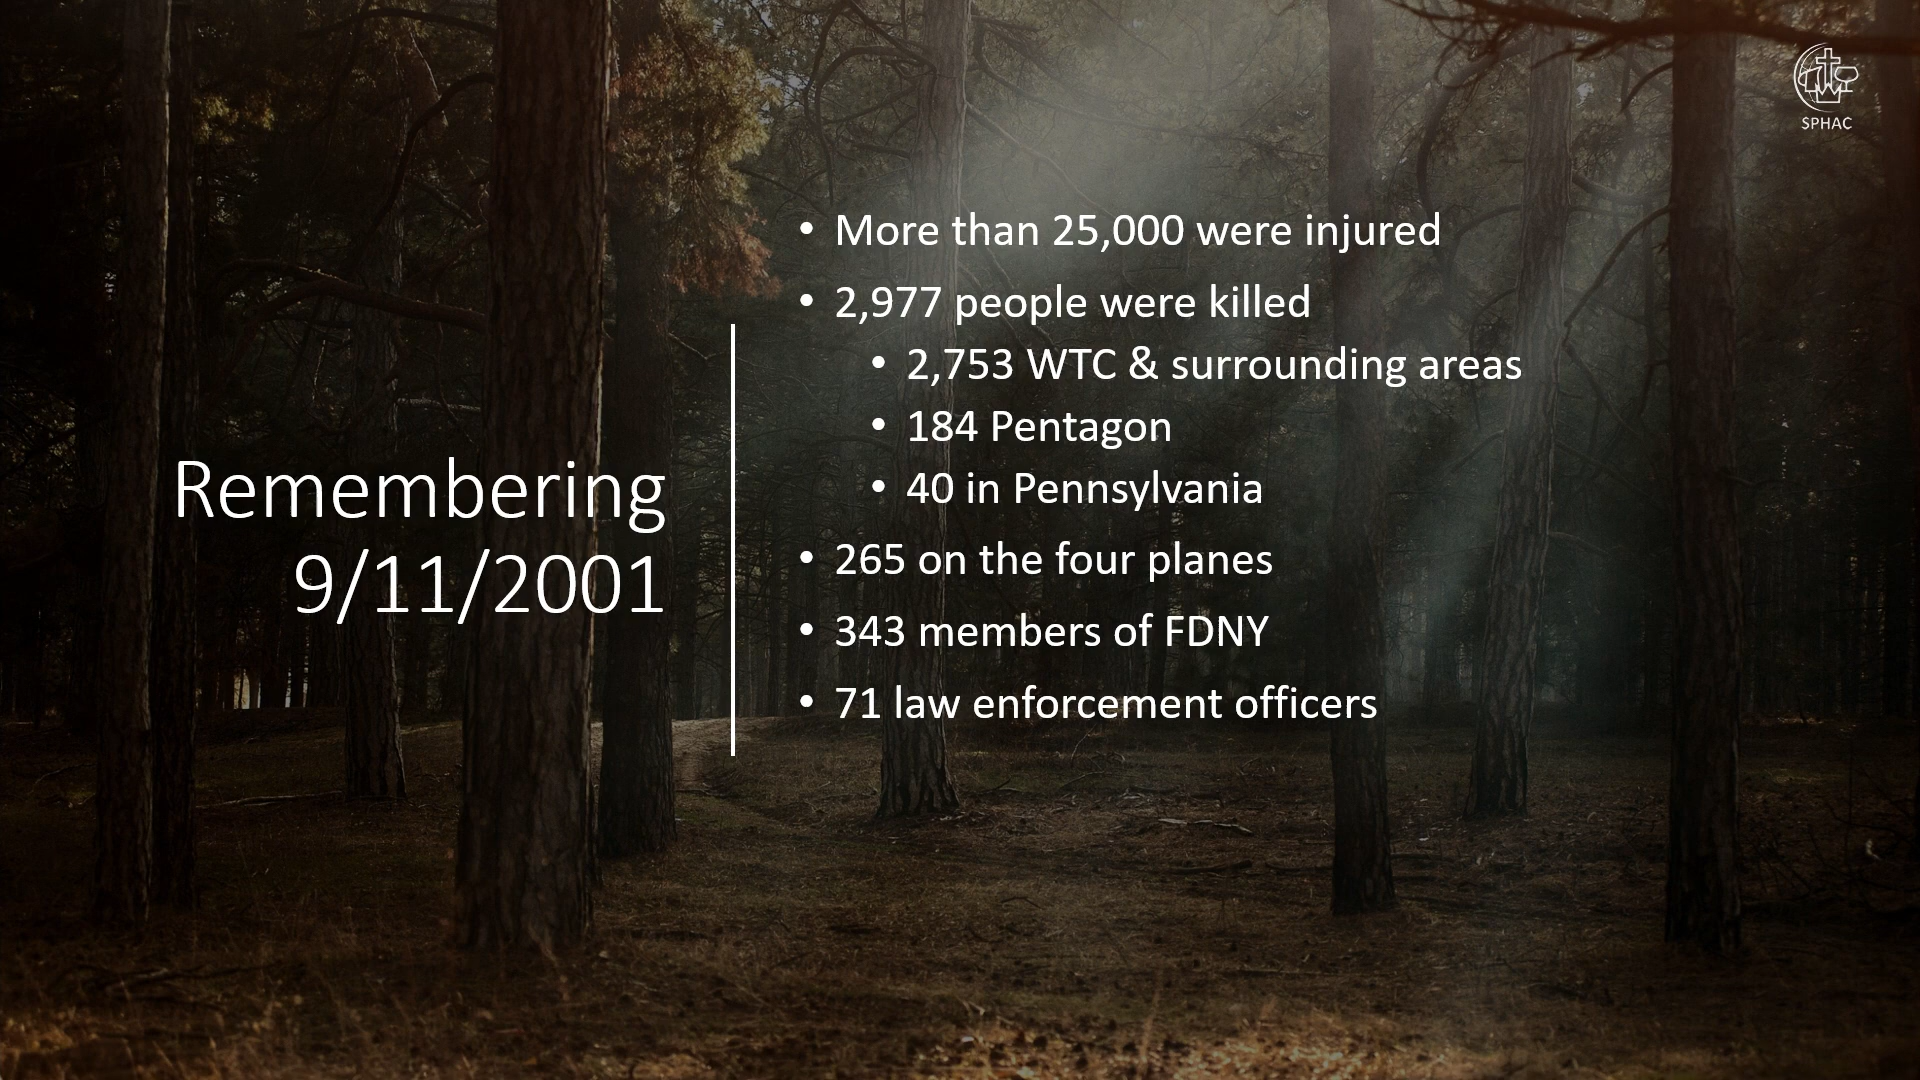 Remembering
9/11/2001
• More than 25,000 were injured
• 2,977 people were killed
• 2,753 WTC & surrounding areas
• 184 Pentagon
• 40 in Pennsylvania
• 265 on the four planes
• 343 members of FDNY
• 71 law enforcement officers
SPHAC